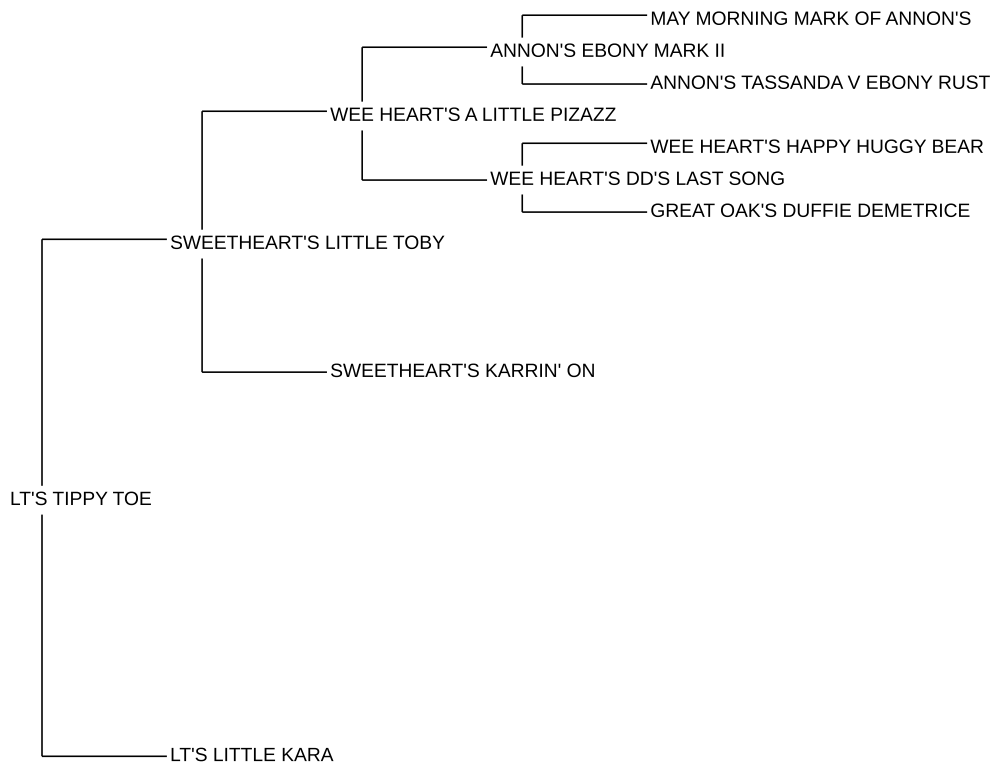 MAY MORNING MARK OF ANNON'S
ANNON'S EBONY MARK II
ANNON'S TASSANDA V EBONY RUST
WEE HEART'S A LITTLE PIZAZZ
WEE HEART'S HAPPY HUGGY BEAR
WEE HEART'S DD'S LAST SONG
GREAT OAK'S DUFFIE DEMETRICE
SWEETHEART'S LITTLE TOBY
SWEETHEART'S KARRIN' ON
LT'S TIPPY TOE
LT'S LITTLE KARA